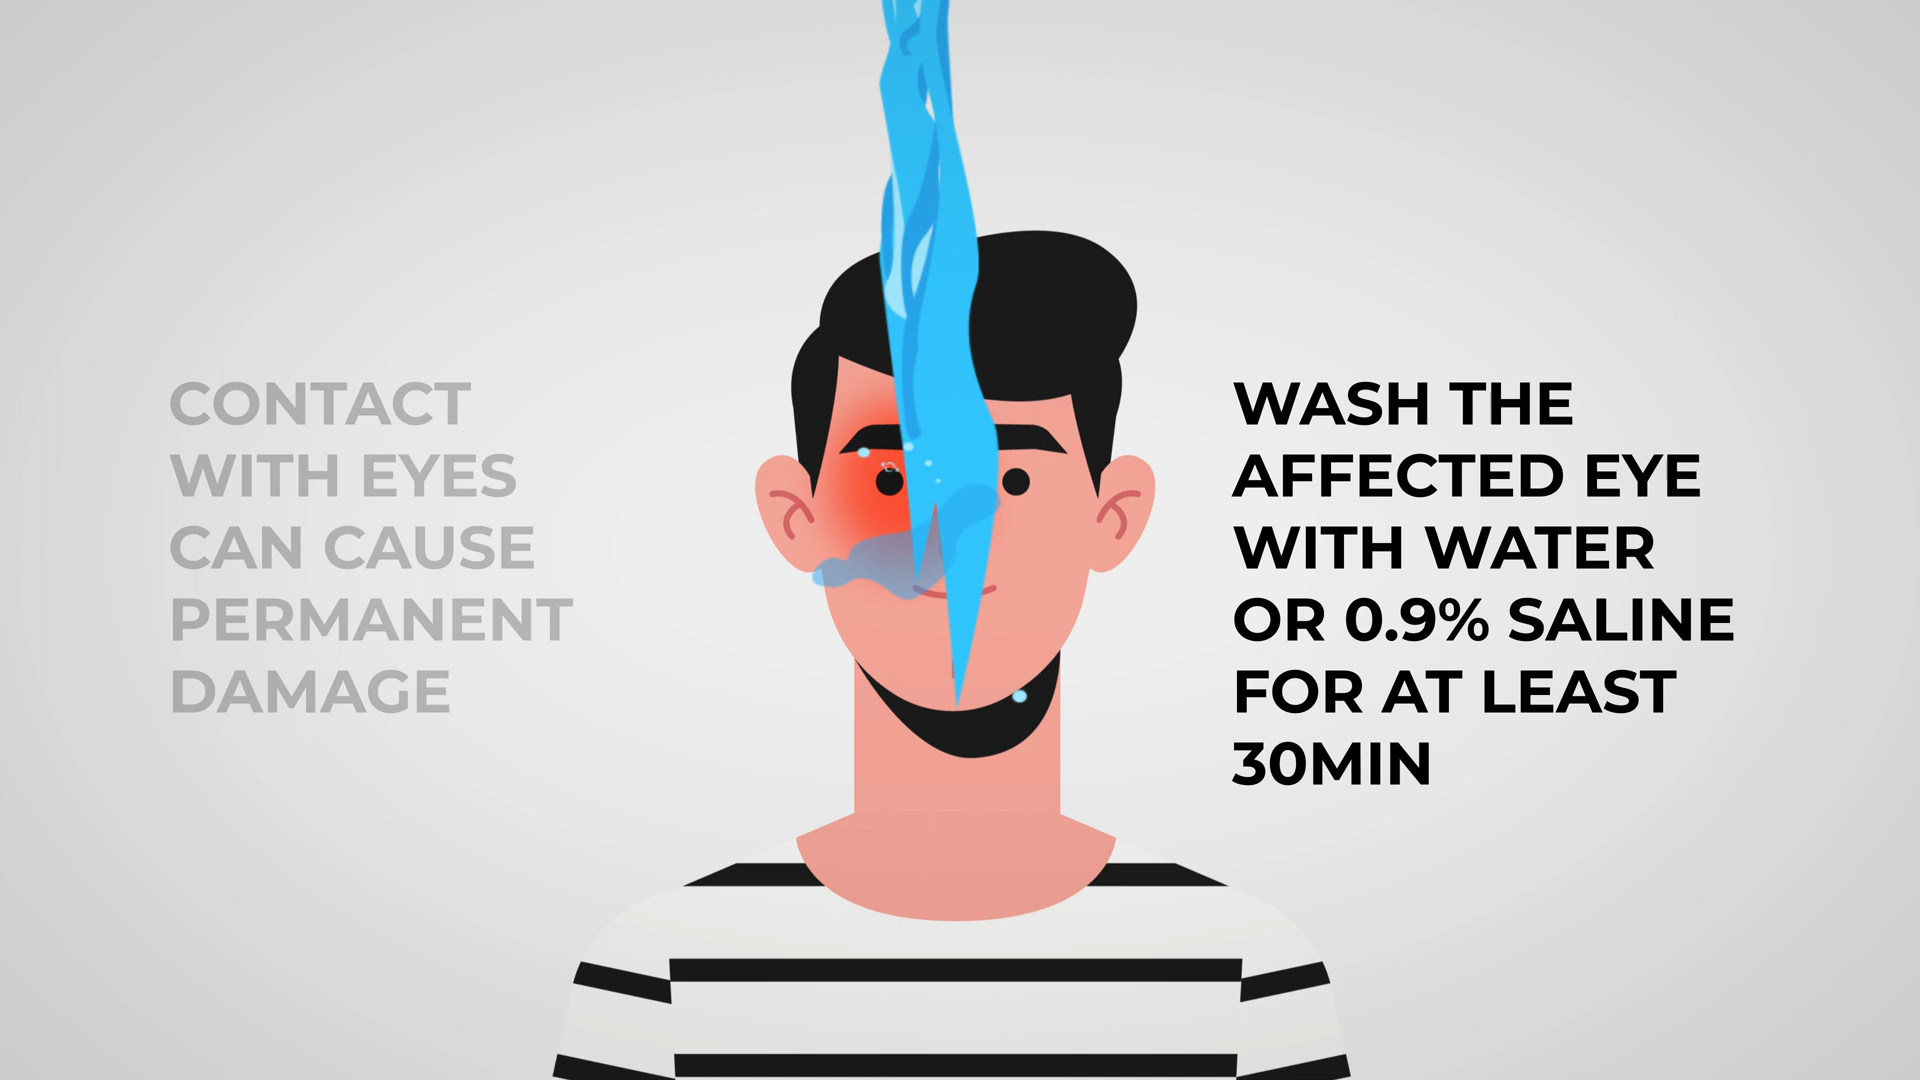 CONTACT
WITH EYES
CAN CAUSE
PERMANENT
DAMAGE
WASH THE
AFFECTED EYE
WITH WATER
OR 0.9% SALINE
FOR AT LEAST
30MIN